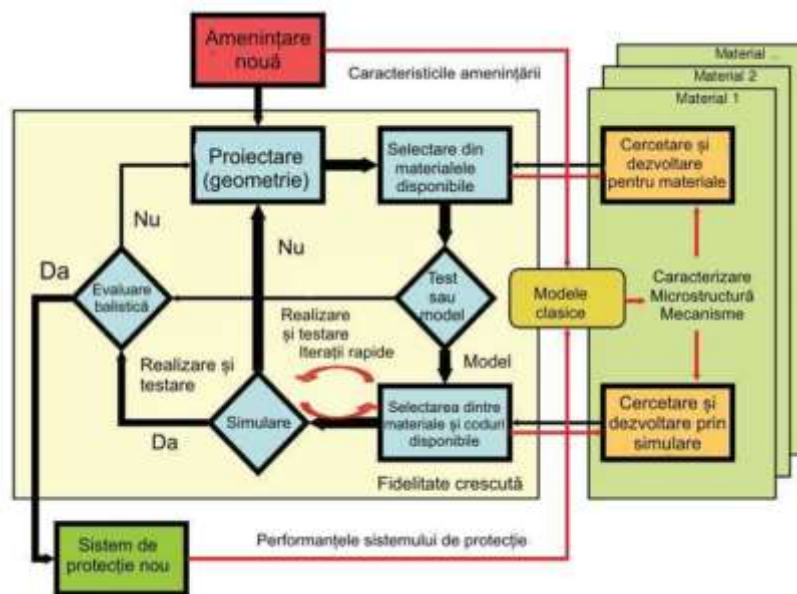 Amenințare
nouă
Caracteristicile amenințării
Material ...
Material 2
Material 1
Proiectare
(geometrie)
Selectare din
materialele
disponibile
Cercetare și
dezvoltare
pentru materiale
Nu
Nu
Da
Evaluare
balistică
Test
sau
model
Modele
clasice
Caracterizare
Microstructură
Mecanisme
Realizare
și testare
Iterații rapide
Realizare și
testare
Model
Simulare
Selectarea dintre
materiale și coduri
disponibile
Cercetare și
dezvoltare prin
simulare
Da
Fidelitate crescută
Sistem de
protecție nou
Performanțele sistemului de protecție